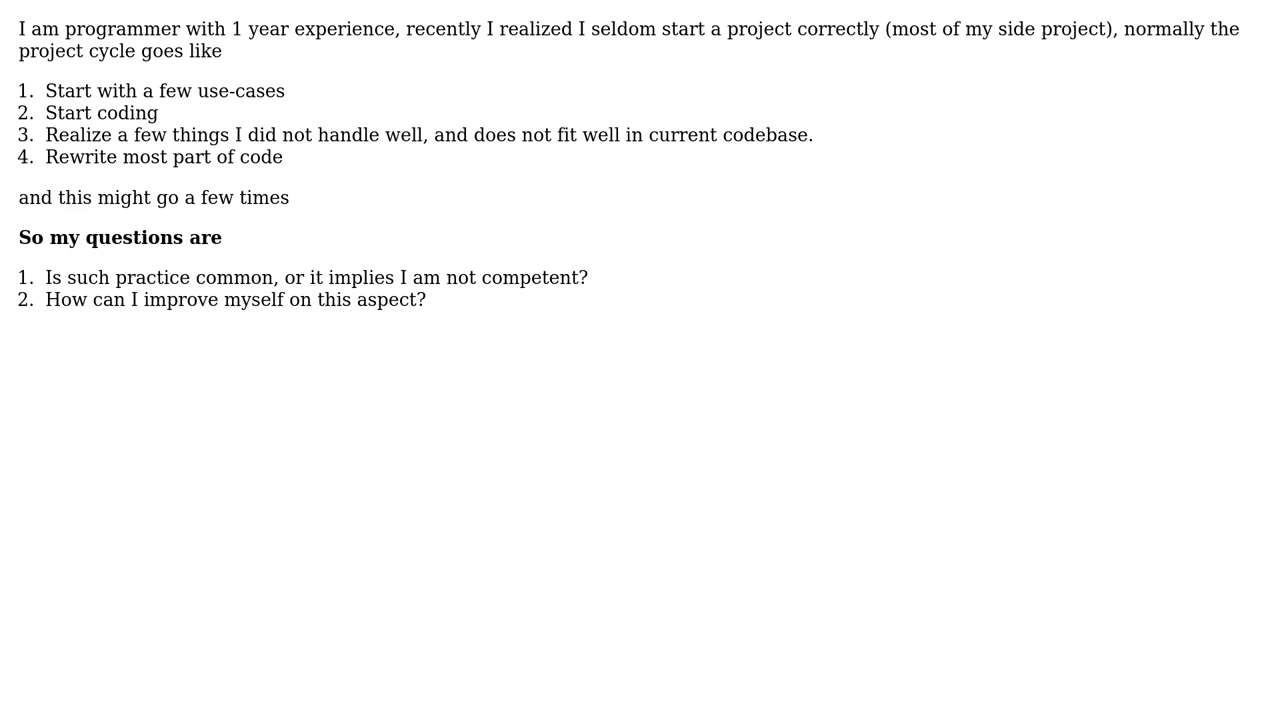 I am programmer with 1 year experience, recently I realized I seldom start a project correctly (most of my side project), normally the
project cycle goes like
1. Start with a few use-cases
2. Start coding
3. Realize a few things I did not handle well, and does not fit well in current codebase.
4. Rewrite most part of code
and this might go a few times
So my questions are
1. Is such practice common, or it implies I am not competent?
2. How can I improve myself on this aspect?